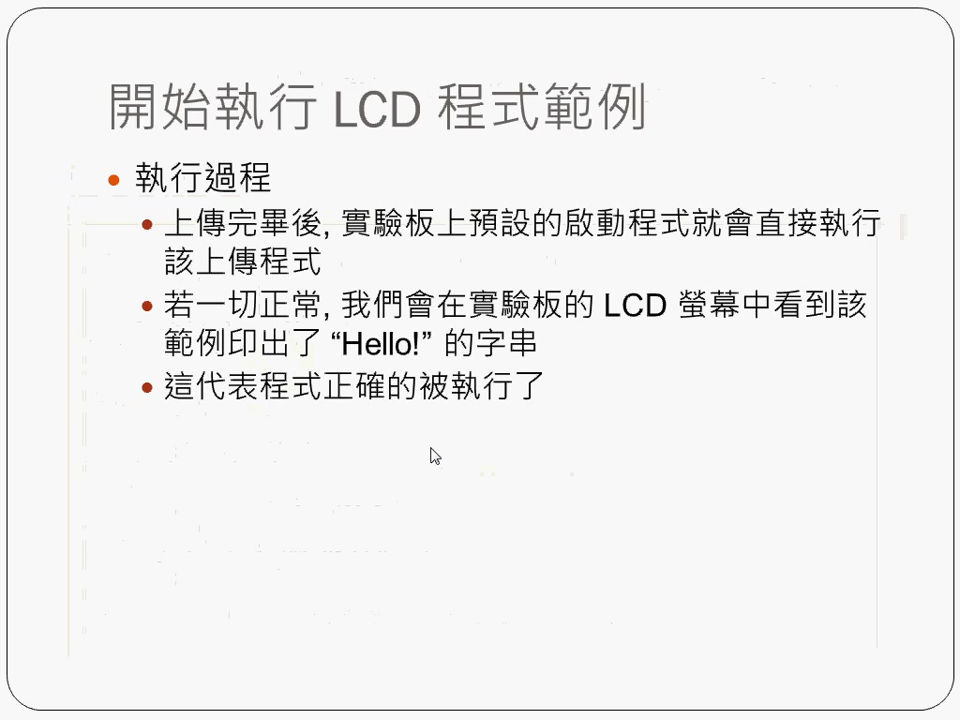 開始執行 LCD 程式範例
執行過程
上傳完畢後, 實驗板上預設的啟動程式就會直接執行
該上傳程式
若一切正常, 我們會在實驗板的 LCD 螢幕中看到該
範例印出了 “Hello!” 的字串
這代表程式正確的被執行了